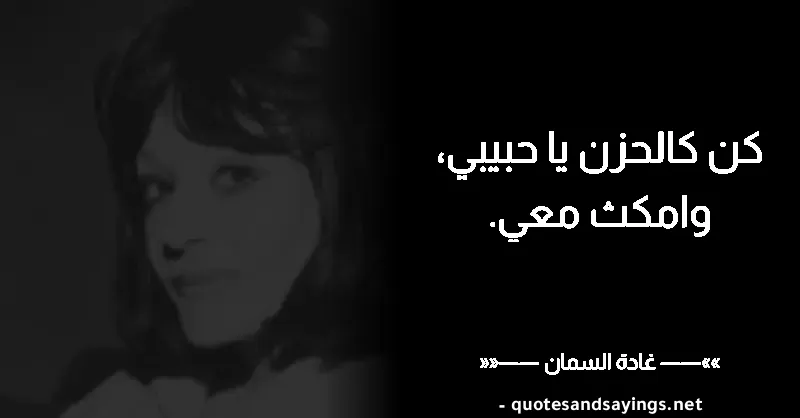 كن كالحزن يا حبيبي،
وامكث معي.
«»—— غادة السمان ——»«
- quotesandsayings.net